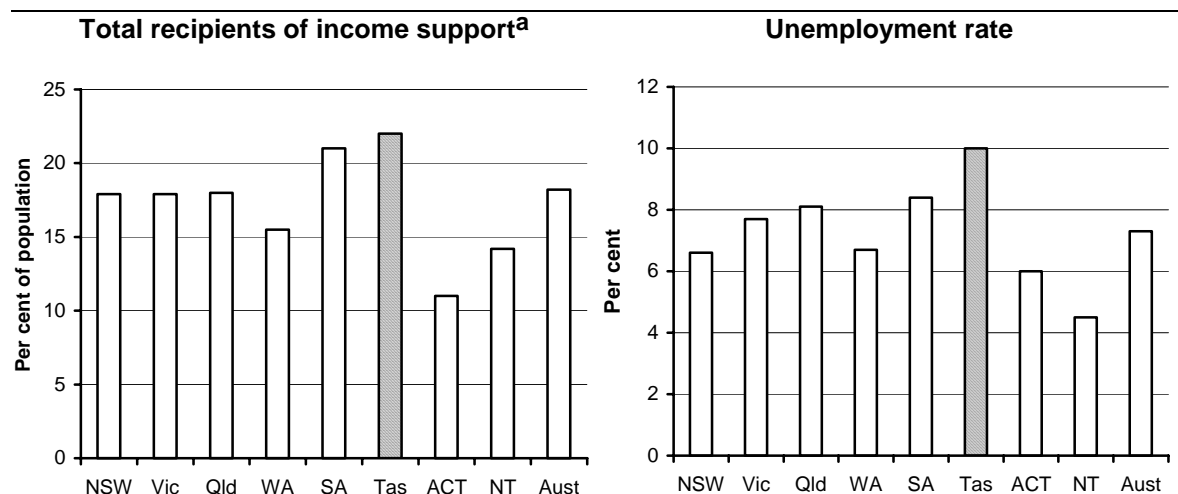 Total recipients of income supportᵃ
Per cent of population
25
20
15
10
5
0
NSW Vic Qld WA SA Tas ACT NT Aust
Unemployment rate
Per cent
12
10
8
6
4
2
0
NSW Vic Qld WA SA Tas ACT NT Aust